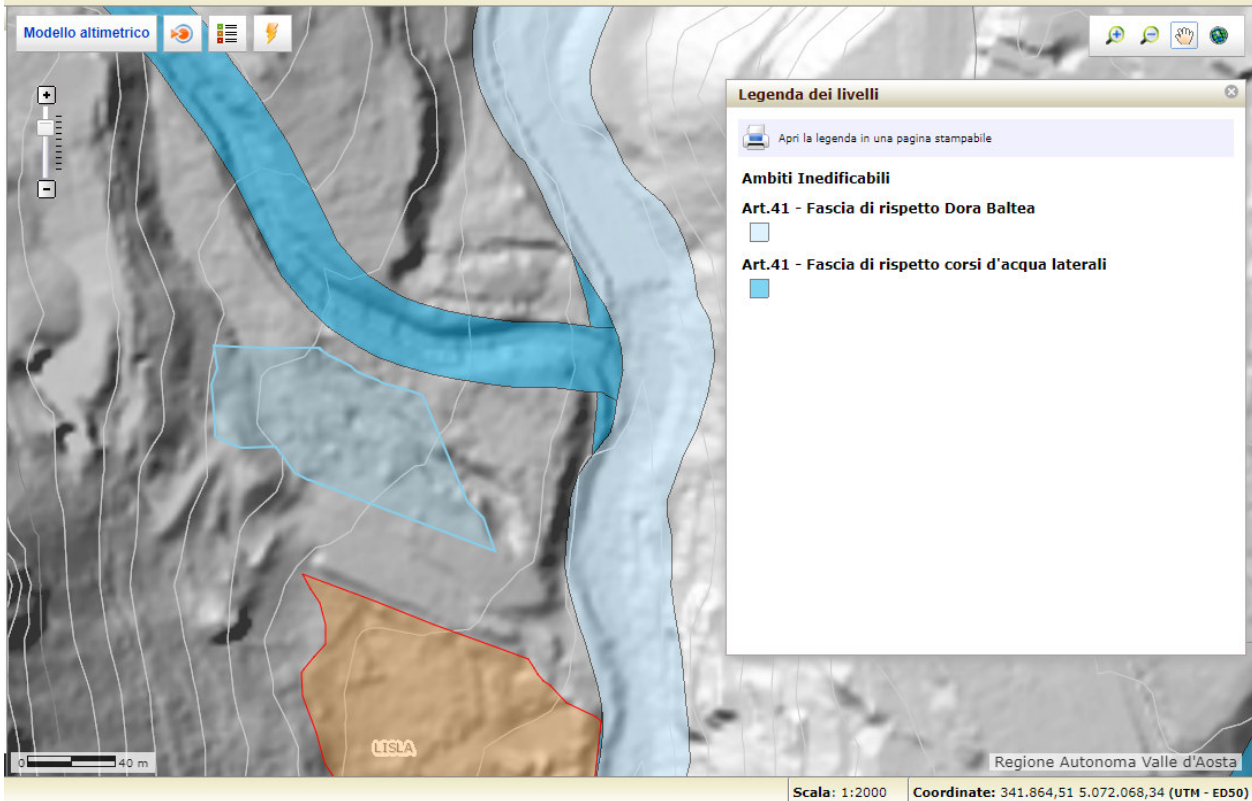 Modello altimetrico
Legenda dei livelli
Apri la legenda in una pagina stampabile
Ambiti Inedificabili
Art.41 - Fascia di rispetto Dora Baltea
Art.41 - Fascia di rispetto corsi d'acqua laterali
LISLA
0 40 m
Regione Autonoma Valle d'Aosta
Scala: 1:2000 Coordinate: 341.864,51 5.072.068,34 (UTM - ED50)